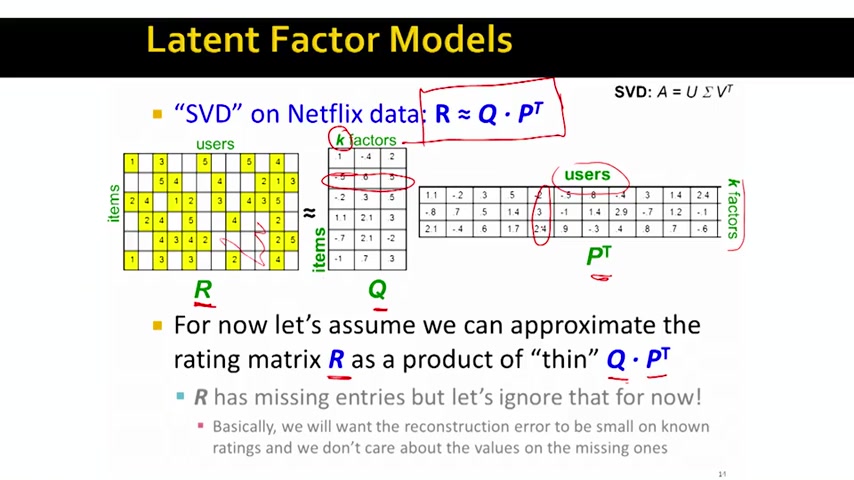 Latent Factor Models
SVD: A = U Σ V^T
"SVD" on Netflix data: R ≈ Q · P^T
users
k factors
items
1 3 5 5 4
5 4 4 2 1 3
2 4 1 2 3 4 3 5
2 4 5 4 2
4 3 4 2 2 5
1 3 3 2 4
≈
items
1 -.4 2
-.5 .6 .5
-.2 .3 .5
1.1 2.1 .3
-.7 2.1 -2
-1 .7 .3
users
1.1 -.2 .3 .5 -2 -.5 .8 -.4 .3 1.4 2.4
-.8 .7 .5 1.4 .3 -1 1.4 2.9 -.7 1.2 -.1
2.1 -.4 .6 1.7 2.4 .9 -.3 .4 .8 .7 -.6
k factors
R
Q
P^T
For now let's assume we can approximate the
rating matrix R as a product of "thin" Q · P^T
R has missing entries but let's ignore that for now!
Basically, we will want the reconstruction error to be small on known
ratings and we don't care about the values on the missing ones
14